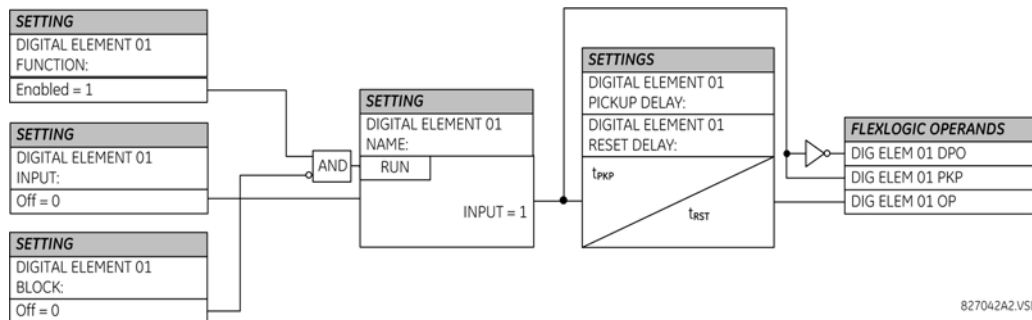 SETTING
DIGITAL ELEMENT 01
FUNCTION:
Enabled = 1
SETTING
DIGITAL ELEMENT 01
INPUT:
Off = 0
SETTING
DIGITAL ELEMENT 01
BLOCK:
Off = 0
AND
SETTING
DIGITAL ELEMENT 01
NAME:
RUN
INPUT = 1
SETTINGS
DIGITAL ELEMENT 01
PICKUP DELAY:
DIGITAL ELEMENT 01
RESET DELAY:
tPKP
tRST
FLEXLOGIC OPERANDS
DIG ELEM 01 DPO
DIG ELEM 01 PKP
DIG ELEM 01 OP